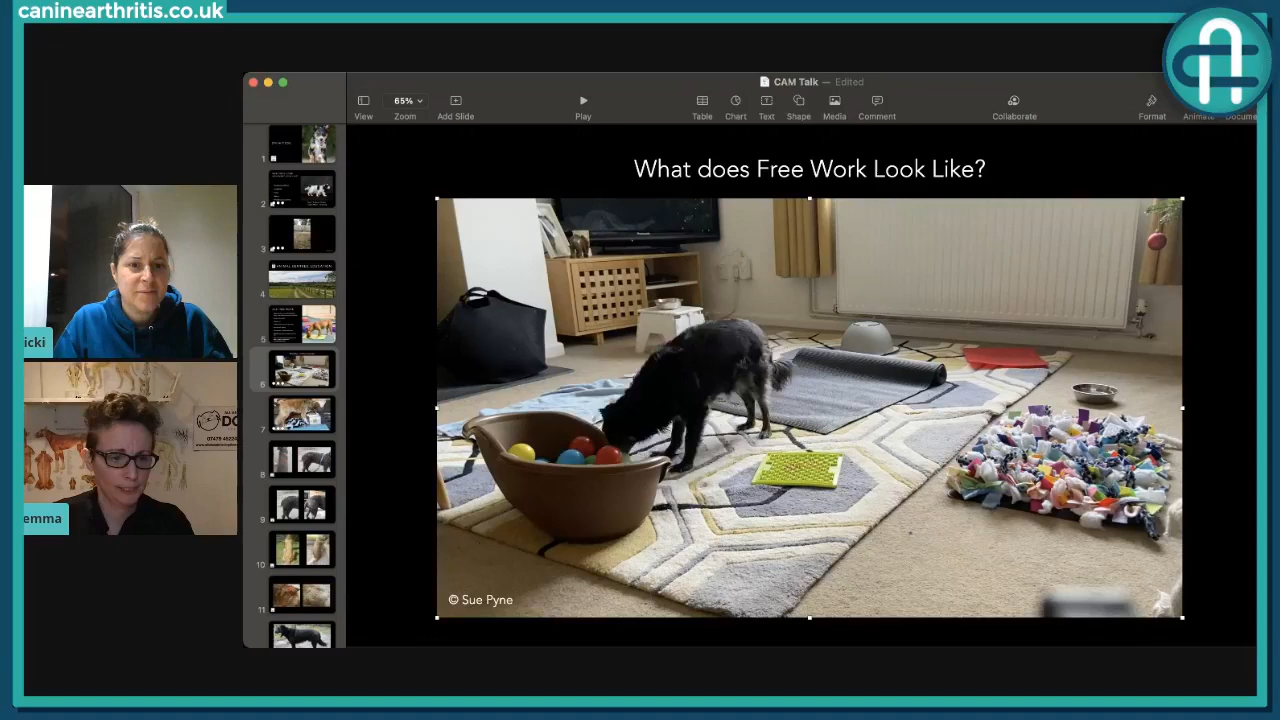 caninearthritis.co.uk
CAM Talk — Edited
65%
View
Zoom
Add Slide
Play
Table
Chart
Text
Shape
Media
Comment
Collaborate
Format
Animate
What does Free Work Look Like?
1
2
3
4
5
6
7
8
9
10
11
icki
emma
© Sue Pyne